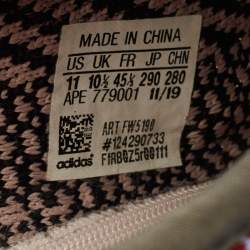 MADE IN CHINA
US UK FR JP CHN
11 10½ 45⅓ 290 280
APE 779001 11/19
ART FW5190
#124290733
adidas